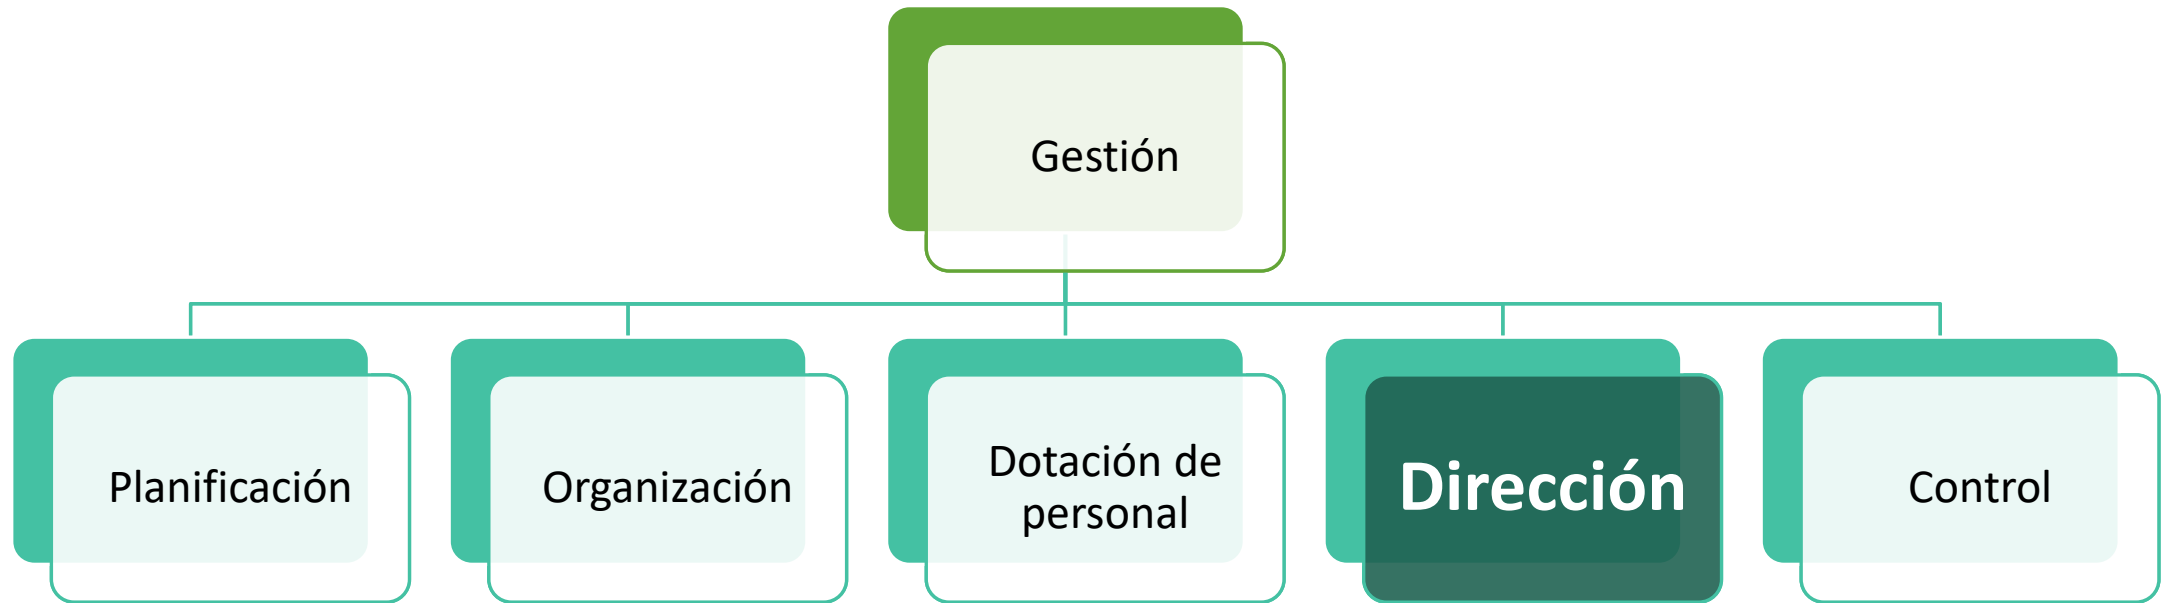 Gestión
Planificación
Organización
Dotación de
personal
Dirección
Control